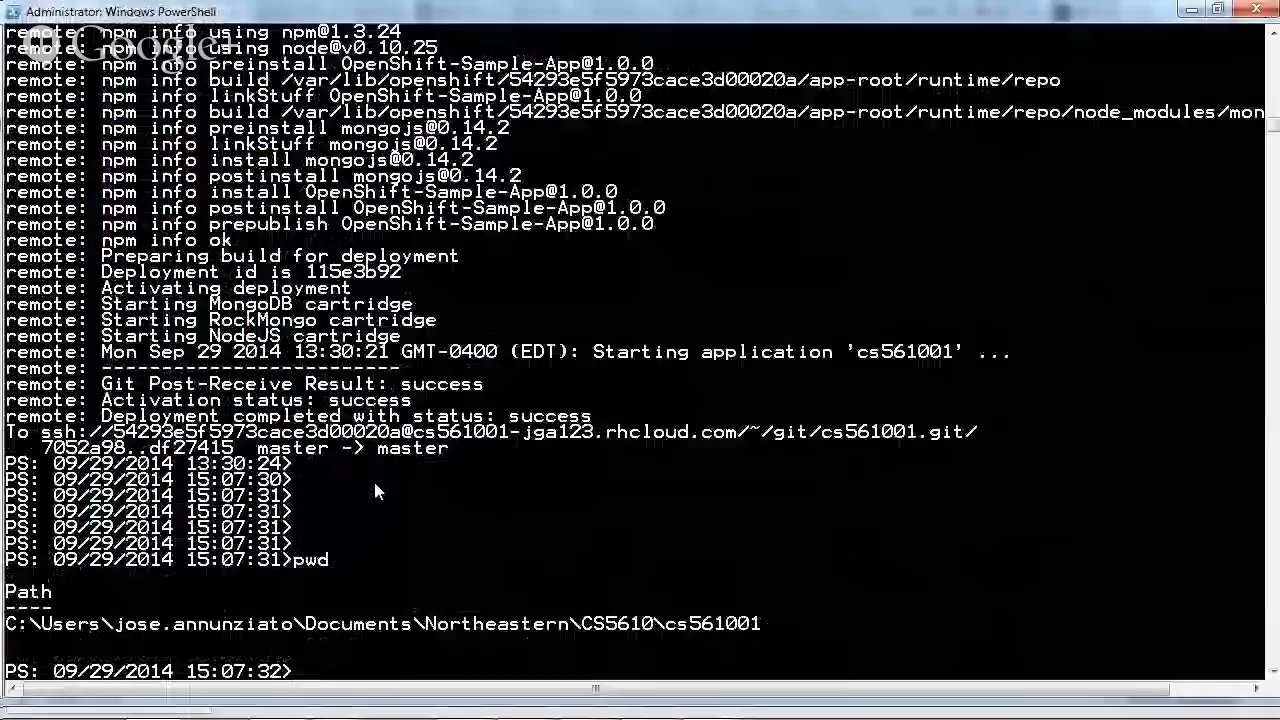 Administrator: Windows PowerShell
Google+
remote: npm info using npm@1.3.24
remote: npm info using node@v0.10.25
remote: npm info preinstall OpenShift-Sample-App@1.0.0
remote: npm info build /var/lib/openshift/54293e5f5973cace3d00020a/app-root/runtime/repo
remote: npm info linkStuff OpenShift-Sample-App@1.0.0
remote: npm info build /var/lib/openshift/54293e5f5973cace3d00020a/app-root/runtime/repo/node_modules/mon
remote: npm info preinstall mongojs@0.14.2
remote: npm info linkStuff mongojs@0.14.2
remote: npm info install mongojs@0.14.2
remote: npm info postinstall mongojs@0.14.2
remote: npm info install OpenShift-Sample-App@1.0.0
remote: npm info postinstall OpenShift-Sample-App@1.0.0
remote: npm info prepublish OpenShift-Sample-App@1.0.0
remote: npm info ok
remote: Preparing build for deployment
remote: Deployment id is 115e3b92
remote: Activating deployment
remote: Starting MongoDB cartridge
remote: Starting RockMongo cartridge
remote: Starting NodeJS cartridge
remote: Mon Sep 29 2014 13:30:21 GMT-0400 (EDT): Starting application 'cs561001' ...
remote: -------------------------
remote: Git Post-Receive Result: success
remote: Activation status: success
remote: Deployment completed with status: success
To ssh://54293e5f5973cace3d00020a@cs561001-jga123.rhcloud.com/~/git/cs561001.git/
7052a98..df27415  master -> master
PS: 09/29/2014 13:30:24>
PS: 09/29/2014 15:07:30>
PS: 09/29/2014 15:07:31>
PS: 09/29/2014 15:07:31>
PS: 09/29/2014 15:07:31>
PS: 09/29/2014 15:07:31>
PS: 09/29/2014 15:07:31>pwd
Path
----
C:\Users\jose.annunziato\Documents\Northeastern\CS5610\cs561001
PS: 09/29/2014 15:07:32>